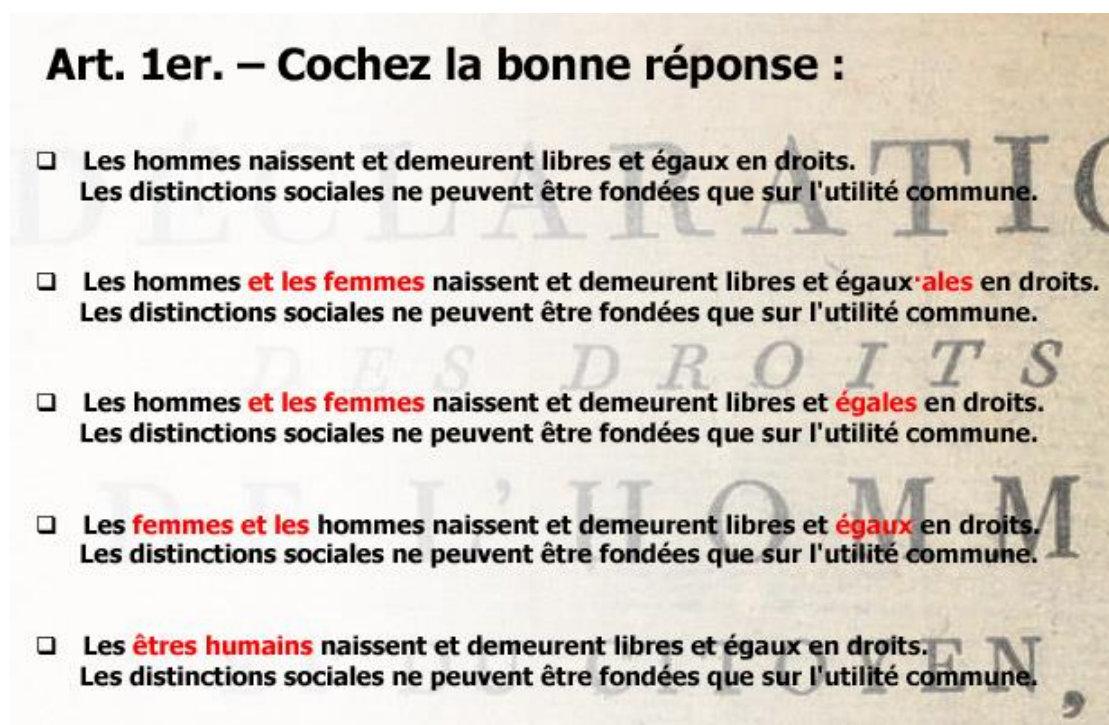 Art. 1er. – Cochez la bonne réponse :
❑ Les hommes naissent et demeurent libres et égaux en droits.
Les distinctions sociales ne peuvent être fondées que sur l'utilité commune.
DÉCLARATIO
❑ Les hommes et les femmes naissent et demeurent libres et égaux·ales en droits.
Les distinctions sociales ne peuvent être fondées que sur l'utilité commune.
DES DROITS
❑ Les hommes et les femmes naissent et demeurent libres et égales en droits.
Les distinctions sociales ne peuvent être fondées que sur l'utilité commune.
DE L'HOMM
❑ Les femmes et les hommes naissent et demeurent libres et égaux en droits.
Les distinctions sociales ne peuvent être fondées que sur l'utilité commune.
❑ Les êtres humains naissent et demeurent libres et égaux en droits.
Les distinctions sociales ne peuvent être fondées que sur l'utilité commune.
CITOYEN,